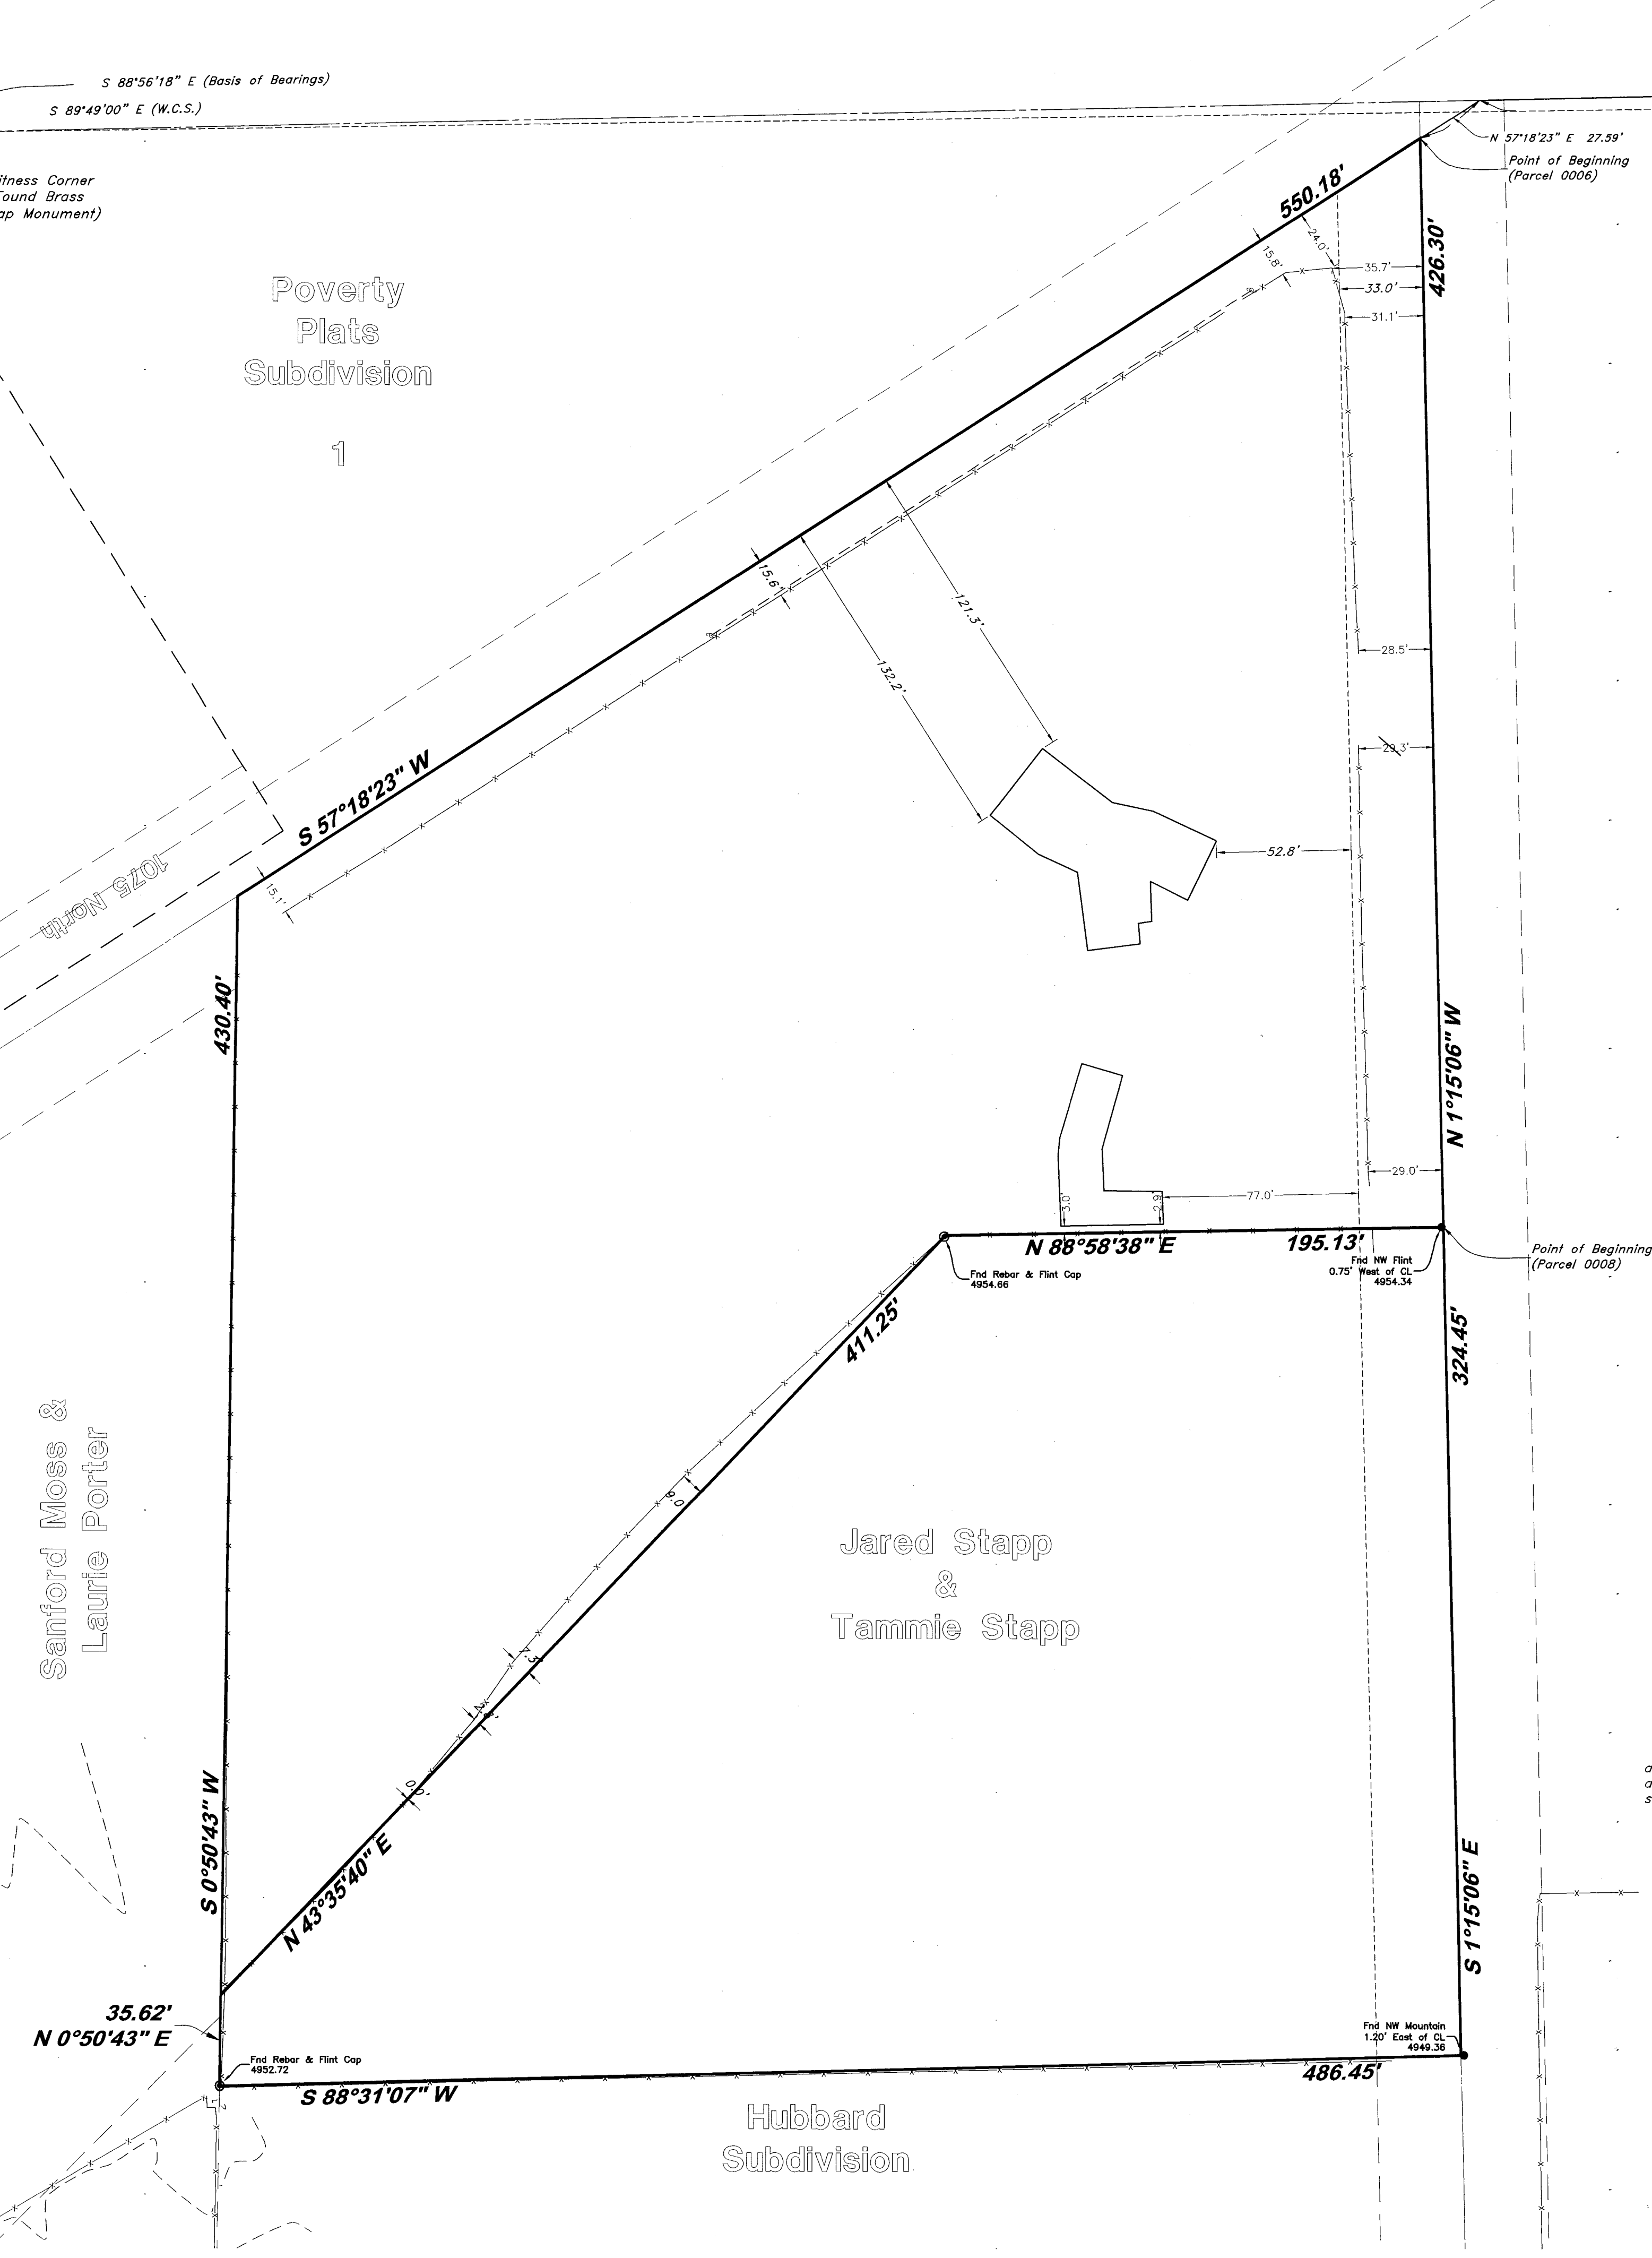 S 88°56'18" E (Basis of Bearings)
S 89°49'00" E (W.C.S.)
N 57°18'23" E 27.59'
Point of Beginning
(Parcel 0006)
itness Corner
Found Brass
ap Monument)
550.18'
426.30'
24.0'
15.8'
35.7'
33.0'
31.1'
Poverty
Plats
Subdivision
1
15.6'
121.3'
132.2'
28.5'
29.3'
S 57°18'23" W
52.8'
1075 North
15.1'
430.40'
N 1°15'06" W
29.0'
77.0'
3.0'
2.9'
N 88°58'38" E
195.13'
Point of Beginning
(Parcel 0008)
Fnd Rebar & Flint Cap
4954.66
Fnd NW Flint
0.75' West of CL
4954.34
411.25'
324.45'
Sanford Moss &
Laurie Porter
9.0
Jared Stapp
&
Tammie Stapp
7.3'
0.0'
S 0°50'43" W
N 43°35'40" E
S 1°15'06" E
a
a
s
35.62'
N 0°50'43" E
Fnd NW Mountain
1.20' East of CL
4949.36
Fnd Rebar & Flint Cap
4952.72
S 88°31'07" W
486.45'
Hubbard
Subdivision